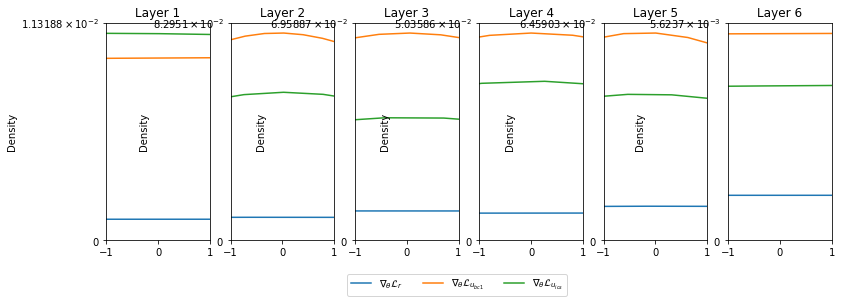 Layer 1 Layer 2 Layer 3 Layer 4 Layer 5 Layer 6
1.13188 × 10⁻² 8.2951 × 10⁻² 6.95887 × 10⁻² 5.03586 × 10⁻² 6.45903 × 10⁻² 5.6237 × 10⁻³
Density Density Density Density Density Density
0 0 0 0 0 0
−1 0 1 −1 0 1 −1 0 1 −1 0 1 −1 0 1 −1 0 1
∇θℒr ∇θℒu_bc1 ∇θℒu_ics